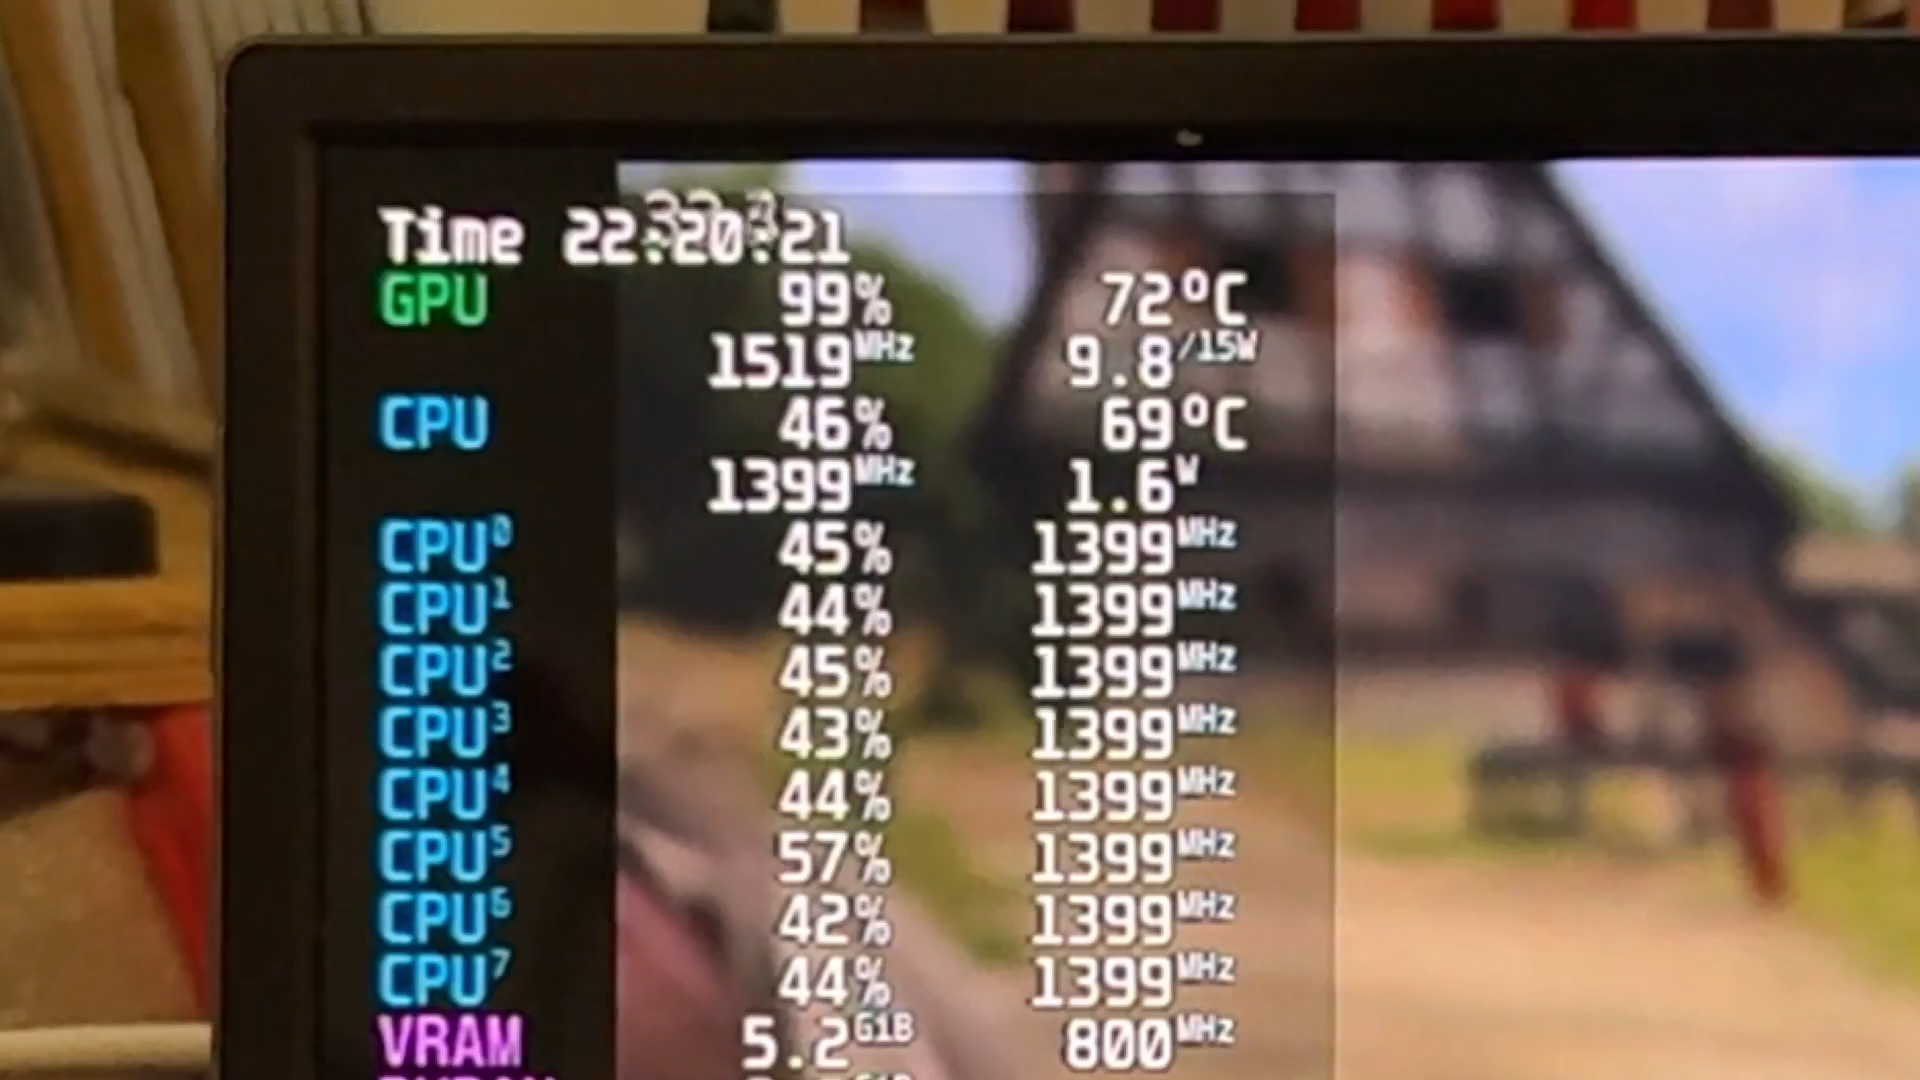 Time 22:20:21
GPU 99% 72°C
1519MHz 9.8/15W
CPU 46% 69°C
1399MHz 1.6W
CPU0 45% 1399MHz
CPU1 44% 1399MHz
CPU2 45% 1399MHz
CPU3 43% 1399MHz
CPU4 44% 1399MHz
CPU5 57% 1399MHz
CPU6 42% 1399MHz
CPU7 44% 1399MHz
VRAM 5.2GiB 800MHz